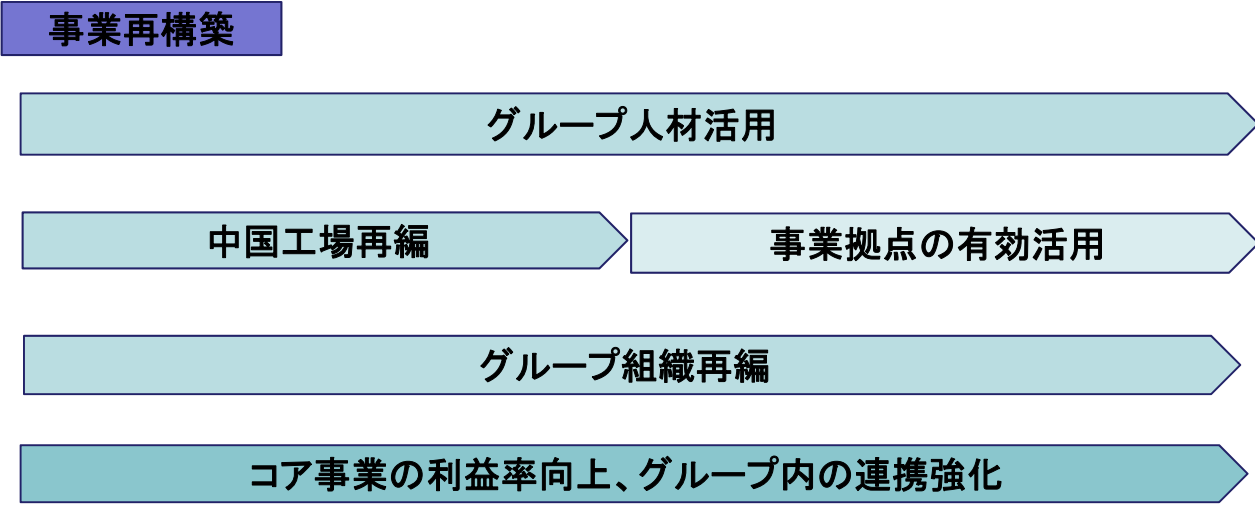 事業再構築
グループ人材活用
中国工場再編
事業拠点の有効活用
グループ組織再編
コア事業の利益率向上、グループ内の連携強化